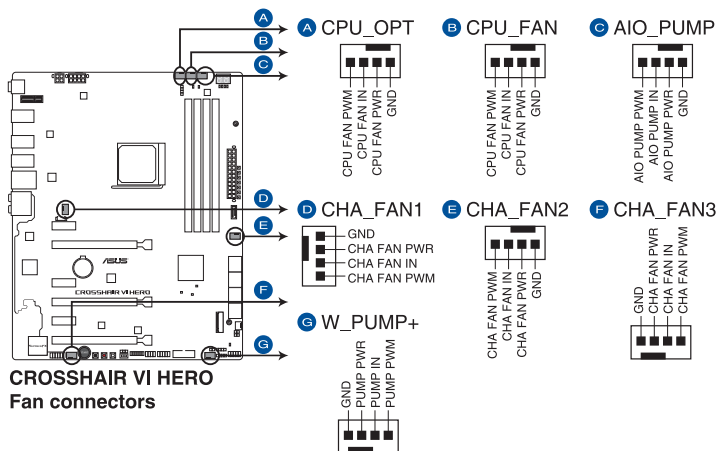 A
B
C
D
E
F
G
A CPU_OPT
CPU FAN PWM
CPU FAN IN
CPU FAN PWR
GND
B CPU_FAN
CPU FAN PWM
CPU FAN IN
CPU FAN PWR
GND
C AIO_PUMP
AIO PUMP PWM
AIO PUMP IN
AIO PUMP PWR
GND
D CHA_FAN1
GND
CHA FAN PWR
CHA FAN IN
CHA FAN PWM
E CHA_FAN2
CHA FAN PWM
CHA FAN IN
CHA FAN PWR
GND
F CHA_FAN3
GND
CHA FAN PWR
CHA FAN IN
CHA FAN PWM
G W_PUMP+
GND
PUMP PWR
PUMP IN
PUMP PWM
ASUS
CROSSHAIR VI HERO
CROSSHAIR VI HERO
Fan connectors